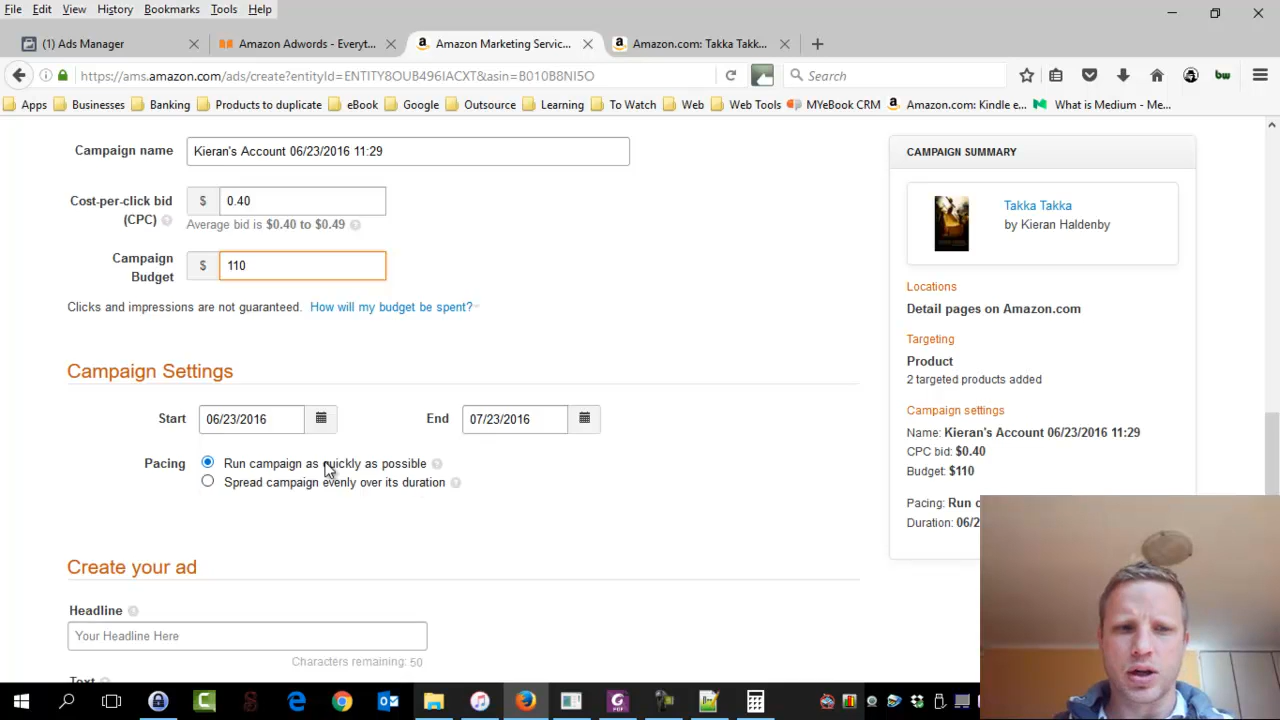 File Edit View History Bookmarks Tools Help
(1) Ads Manager
Amazon Adwords - Everyt...
Amazon Marketing Servic...
Amazon.com: Takka Takk...
https://ams.amazon.com/ads/create?entityId=ENTITY8OUB496IACXT&asin=B010B8NI5O
Search
Apps Businesses Banking Products to duplicate eBook Google Outsource Learning To Watch Web Web Tools MYeBook CRM Amazon.com: Kindle e... What is Medium - Me...
Campaign name
Kieran's Account 06/23/2016 11:29
Cost-per-click bid
(CPC)
$ 0.40
Average bid is $0.40 to $0.49
Campaign
Budget
$ 110
Clicks and impressions are not guaranteed. How will my budget be spent?
Campaign Settings
Start 06/23/2016 End 07/23/2016
Pacing
Run campaign as quickly as possible
Spread campaign evenly over its duration
Create your ad
Headline
Your Headline Here
Characters remaining: 50
Text
CAMPAIGN SUMMARY
Takka Takka
by Kieran Haldenby
Locations
Detail pages on Amazon.com
Targeting
Product
2 targeted products added
Campaign settings
Name: Kieran's Account 06/23/2016 11:29
CPC bid: $0.40
Budget: $110
Pacing: Run
Duration: 06/2